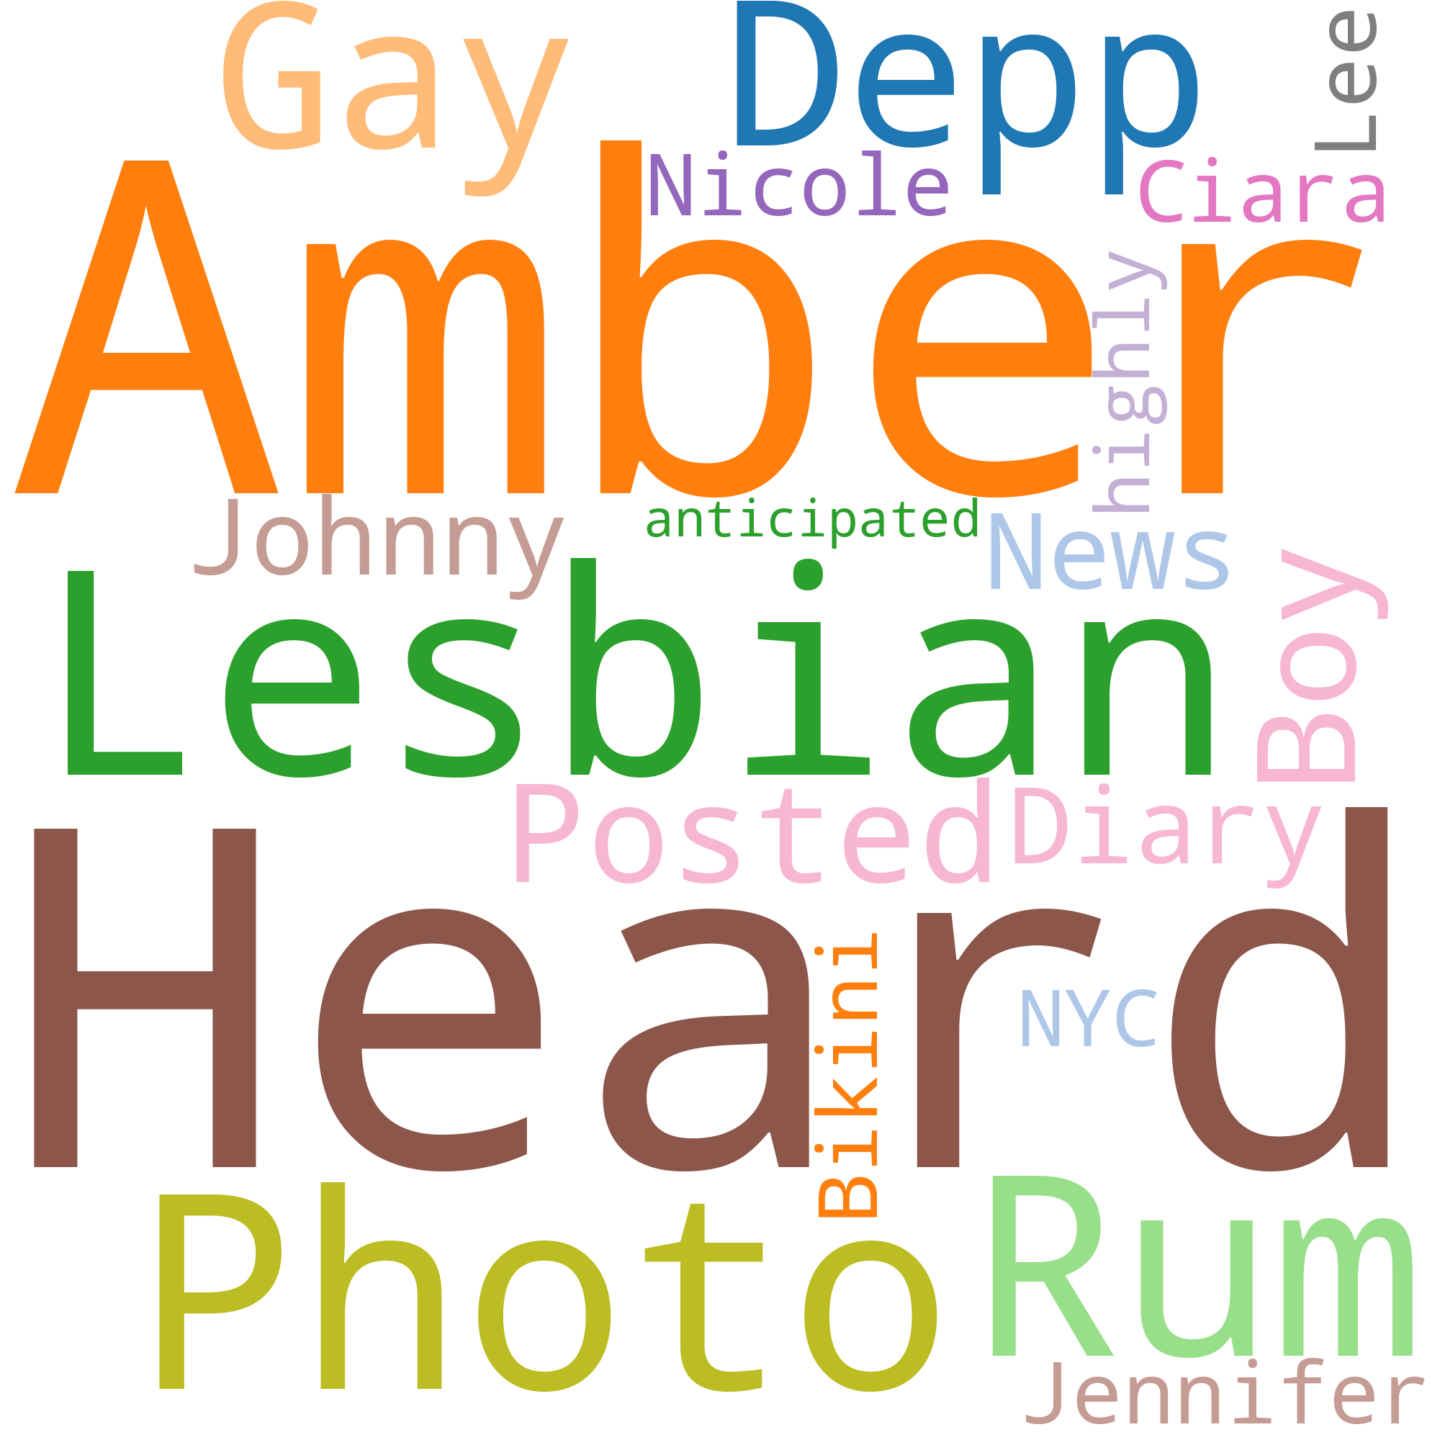 Gay
Depp
Lee
Nicole
Ciara
Amber
highly
Johnny
anticipated
News
Lesbian
Boy
Posted
Diary
Heard
Bikini
NYC
Photo
Rum
Jennifer